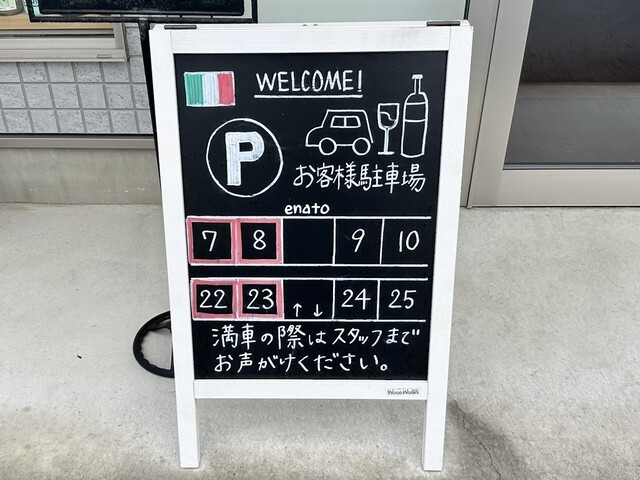 WELCOME!
P
お客様駐車場
enato
7 8 9 10
22 23 ↑ ↓ 24 25
満車の際はスタッフまで
お声がけください。